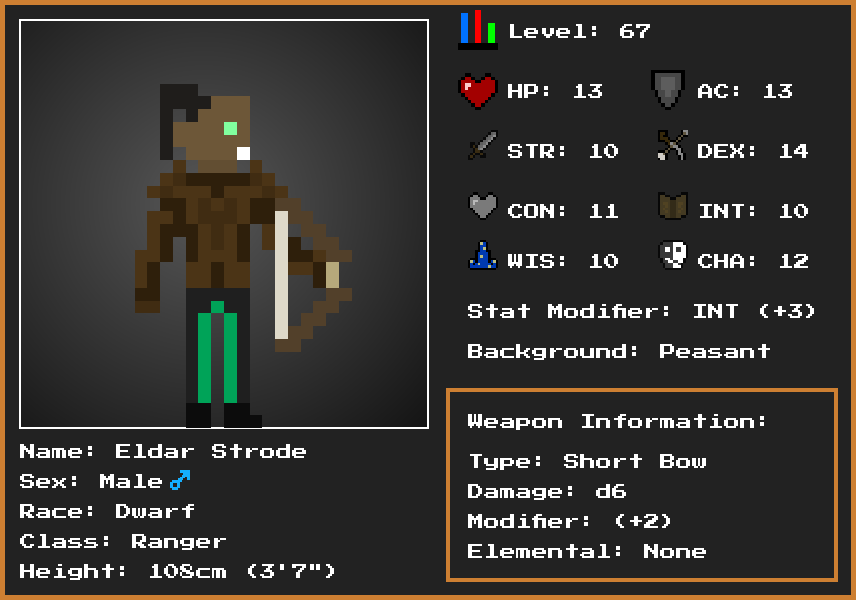 Level: 67
HP: 13
AC: 13
STR: 10
DEX: 14
CON: 11
INT: 10
WIS: 10
CHA: 12
Stat Modifier: INT (+3)
Background: Peasant
Weapon Information:
Type: Short Bow
Damage: d6
Modifier: (+2)
Elemental: None
Name: Eldar Strode
Sex: Male♂
Race: Dwarf
Class: Ranger
Height: 108cm (3'7")